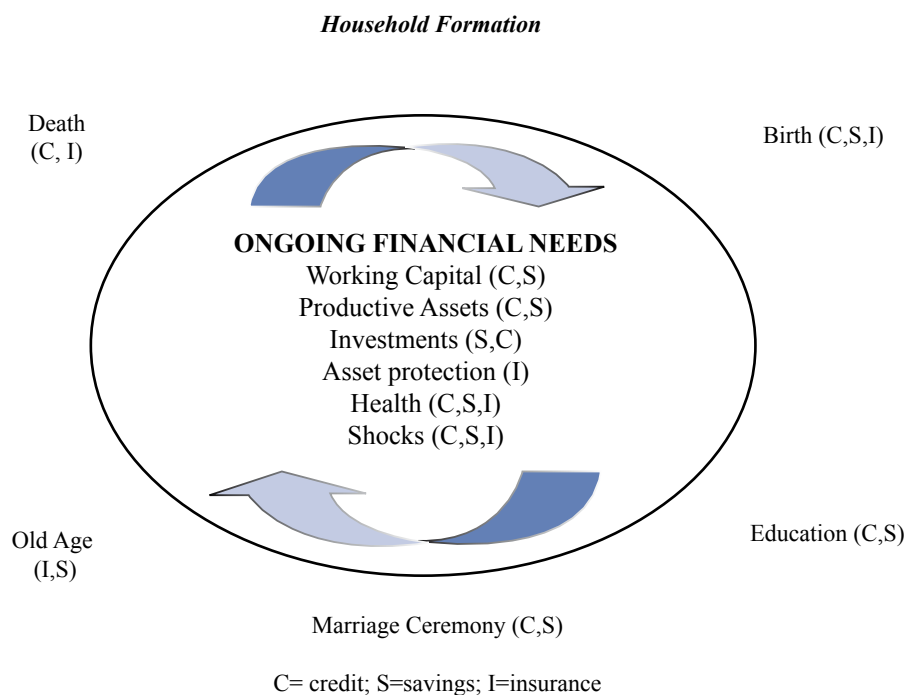 Household Formation
Death
(C, I)
Birth (C,S,I)
ONGOING FINANCIAL NEEDS
Working Capital (C,S)
Productive Assets (C,S)
Investments (S,C)
Asset protection (I)
Health (C,S,I)
Shocks (C,S,I)
Old Age
(I,S)
Education (C,S)
Marriage Ceremony (C,S)
C= credit; S=savings; I=insurance